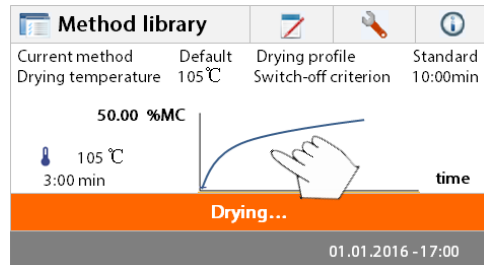 Method library
Current method Default Drying profile Standard
Drying temperature 105℃ Switch-off criterion 10:00min
50.00 %MC
105 ℃
3:00 min
time
Drying...
01.01.2016 -17:00